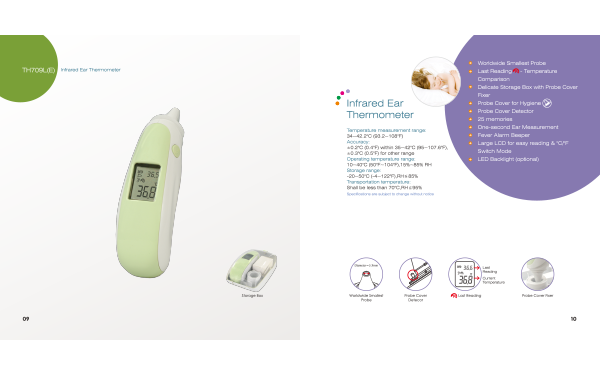 TH709L(E)
Infrared Ear Thermometer
36.5
36.8
Storage Box
09
Infrared Ear
Thermometer
Temperature measurement range:
34~42.2°C (93.2~108°F)
Accuracy:
±0.2°C (0.4°F) within 35~42°C (95~107.6°F),
±0.3°C (0.5°F) for other range
Operating temperature range:
10~40°C (50°F~104°F),15%~85% RH
Storage range:
-20~50°C (-4~122°F),RH≤85%
Transportation temperature:
Shall be less than 70°C,RH≤95%
Specifications are subject to change without notice.
Worldwide Smallest Probe
Last Reading - Temperature
Comparison
Delicate Storage Box with Probe Cover
Fixer
Probe Cover for Hygiene
Probe Cover Detector
25 memories
One-second Ear Measurement
Fever Alarm Beeper
Large LCD for easy reading & °C/°F
Switch Mode
LED Backlight (optional)
Worldwide Smallest
Probe
Probe Cover
Detector
36.6
36.8
Last
Reading
Current
Temperature
Last Reading
Probe Cover Fixer
10